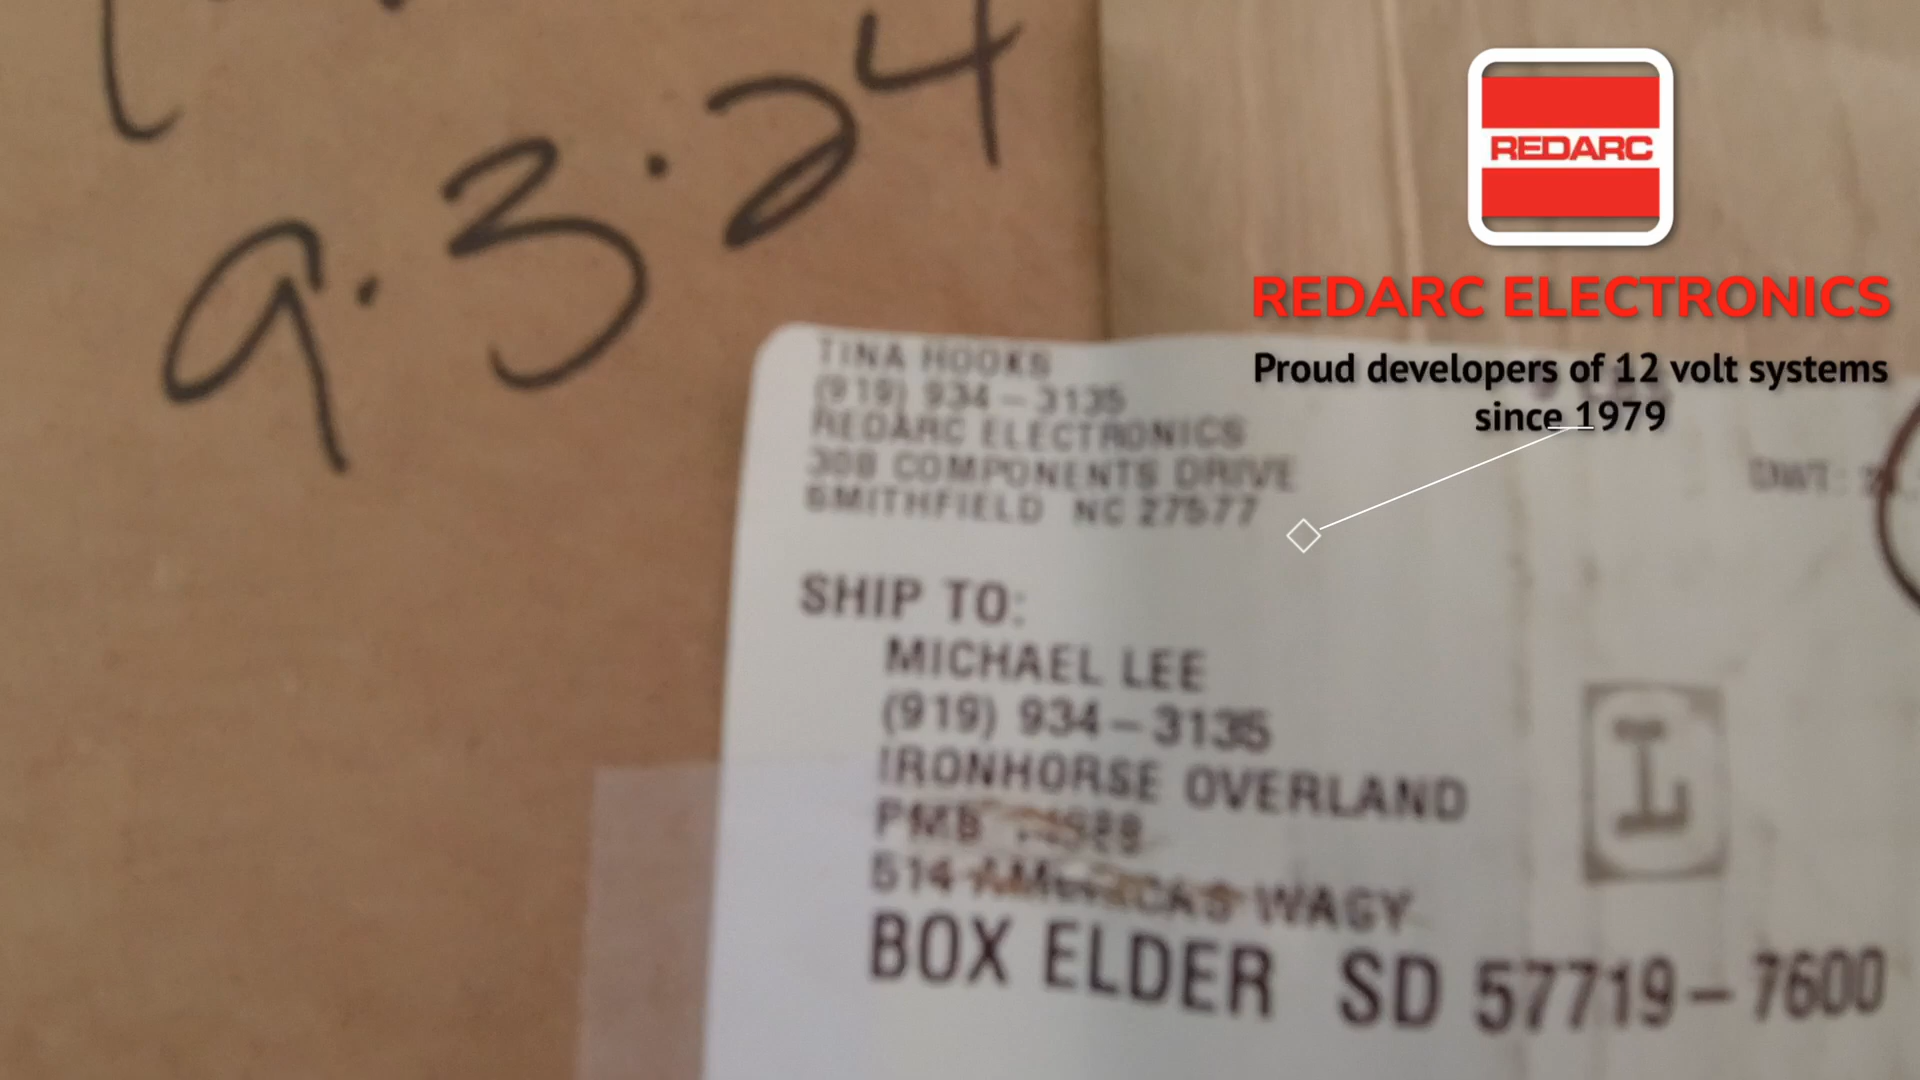 9.3.24
REDARC
REDARC ELECTRONICS
Proud developers of 12 volt systems
since 1979
TINA HOOKS
(919) 934-3135
REDARC ELECTRONICS
308 COMPONENTS DRIVE
SMITHFIELD NC 27577
SHIP TO:
MICHAEL LEE
(919) 934-3135
IRONHORSE OVERLAND
PMB
514 WAGY
BOX ELDER SD 57719-7600
L